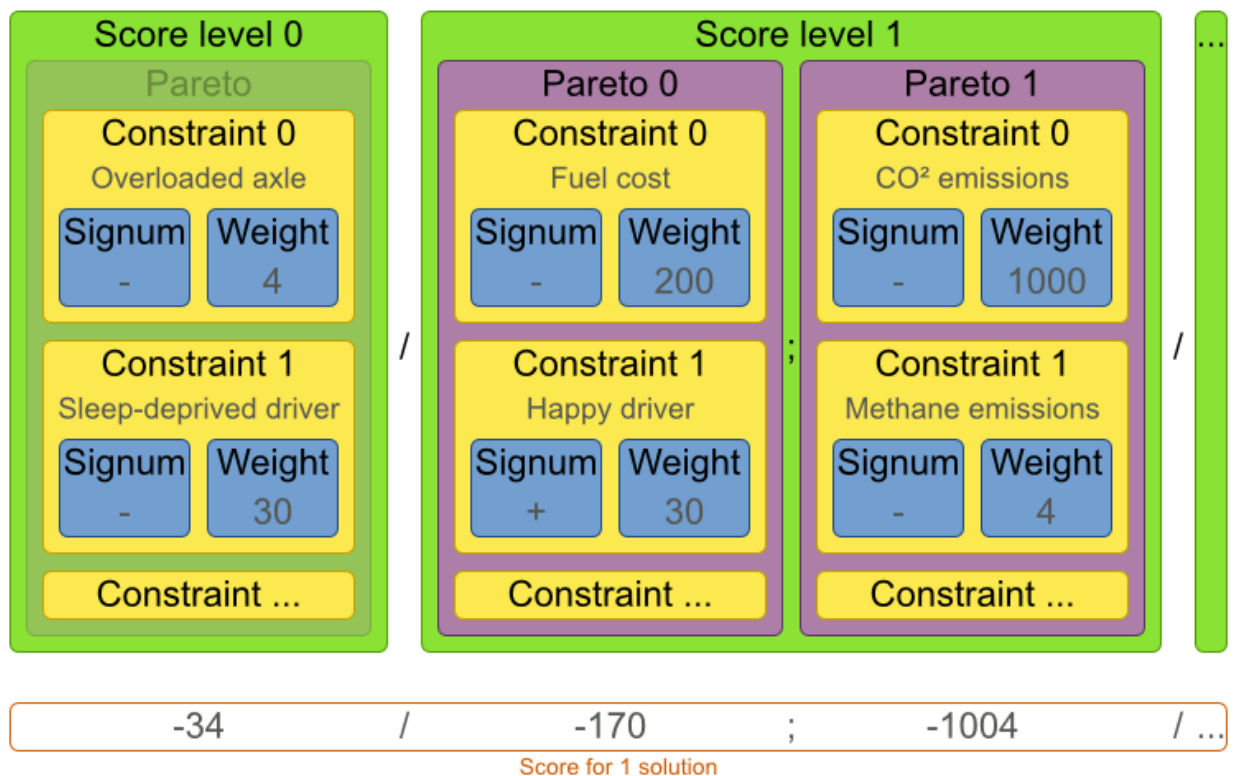 Score level 0
Pareto
Constraint 0
Overloaded axle
Signum Weight
- 4
Constraint 1
Sleep-deprived driver
Signum Weight
- 30
Constraint ...
/
Score level 1
Pareto 0
Constraint 0
Fuel cost
Signum Weight
- 200
Constraint 1
Happy driver
Signum Weight
+ 30
Constraint ...
;
Pareto 1
Constraint 0
CO² emissions
Signum Weight
- 1000
Constraint 1
Methane emissions
Signum Weight
- 4
Constraint ...
/
...
-34 / -170 ; -1004 / ...
Score for 1 solution